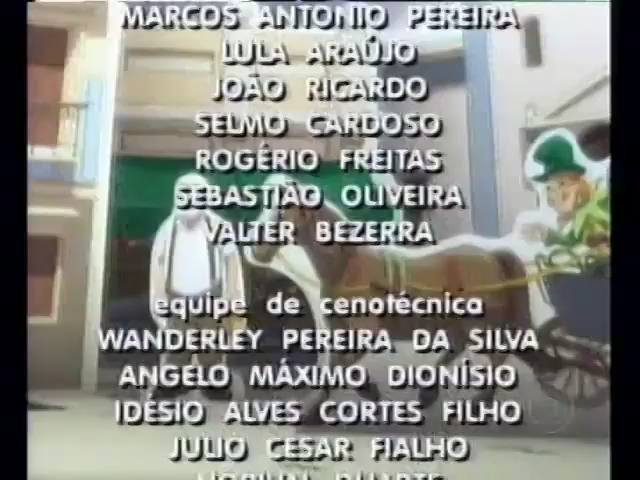 MARCOS ANTONIO PEREIRA
LULA ARAÚJO
JOÃO RICARDO
SELMO CARDOSO
ROGÉRIO FREITAS
SEBASTIÃO OLIVEIRA
VALTER BEZERRA
equipe de cenotécnica
WANDERLEY PEREIRA DA SILVA
ANGELO MÁXIMO DIONÍSIO
IDÉSIO ALVES CORTES FILHO
JULIO CESAR FIALHO